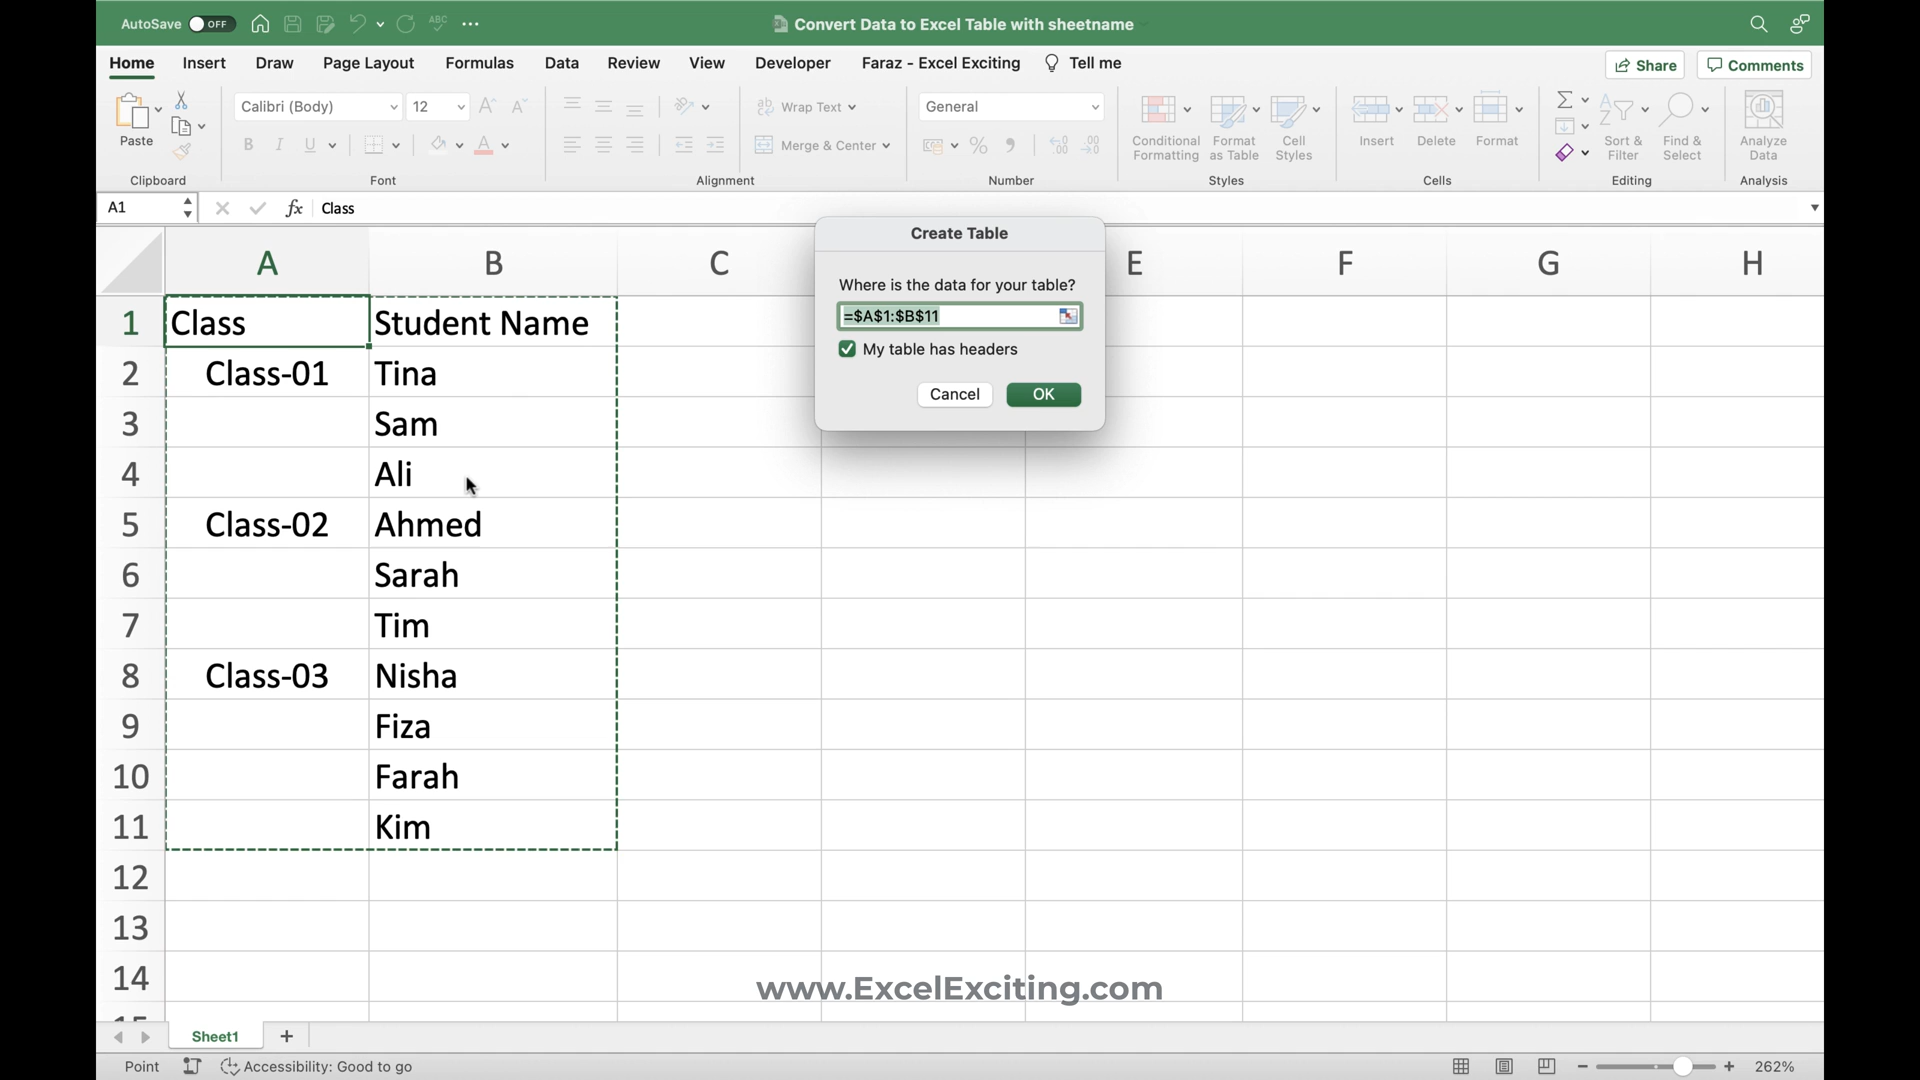 AutoSave OFF ABC ... Convert Data to Excel Table with sheetname
Home Insert Draw Page Layout Formulas Data Review View Developer Faraz - Excel Exciting Tell me Share Comments
Paste Calibri (Body) 12 A A Wrap Text General Conditional Formatting Format as Table Cell Styles Insert Delete Format Sort & Filter Find & Select Analyze Data
B I U A Merge & Center %
Clipboard Font Alignment Number Styles Cells Editing Analysis
A1 fx Class
Create Table
Where is the data for your table?
=$A$1:$B$11
My table has headers
Cancel OK
A B C E F G H
1 Class Student Name
2 Class-01 Tina
3 Sam
4 Ali
5 Class-02 Ahmed
6 Sarah
7 Tim
8 Class-03 Nisha
9 Fiza
10 Farah
11 Kim
12
13
14
www.ExcelExciting.com
15
Sheet1 +
Point Accessibility: Good to go 262%